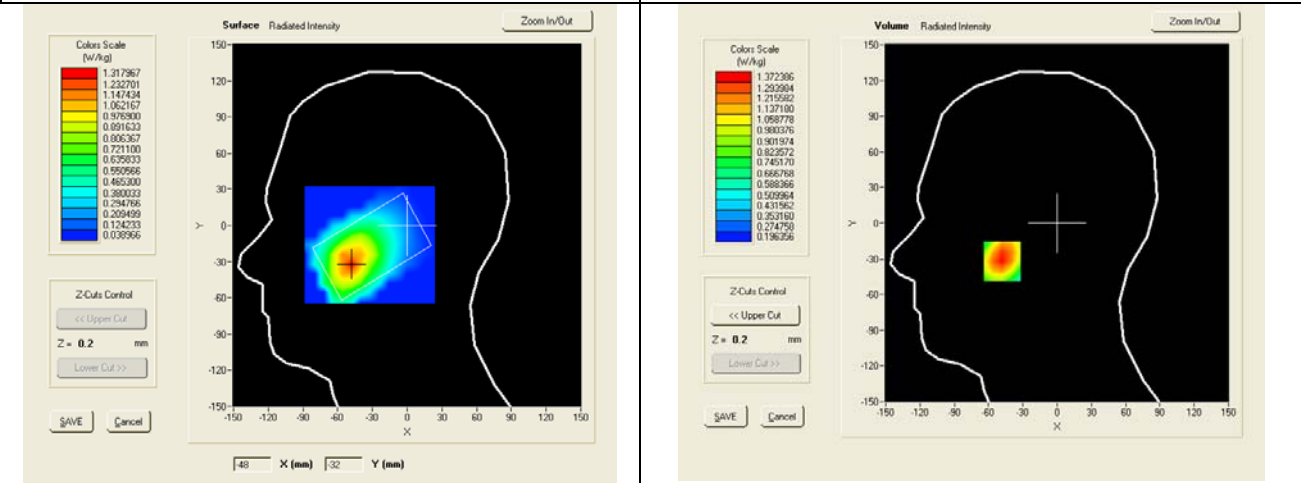 Surface Radiated Intensity
Zoom In/Out
Colors Scale
(W/kg)
1.317967
1.232701
1.147434
1.062167
0.976900
0.891633
0.806367
0.721100
0.635833
0.550566
0.465300
0.380033
0.294766
0.209499
0.124233
0.038966
150
120
90
60
30
0
-30
-60
-90
-120
-150
Y
-150 -120 -90 -60 -30 0 30 60 90 120 150
X
Z-Cuts Control
<< Upper Cut
Z = 0.2 mm
Lower Cut >>
SAVE Cancel
-48 X (mm) -32 Y (mm)
Volume Radiated Intensity
Zoom In/Out
Colors Scale
(W/kg)
1.372386
1.293984
1.215582
1.137180
1.058778
0.980376
0.901974
0.823572
0.745170
0.666768
0.588366
0.509964
0.431562
0.353160
0.274758
0.196356
150
120
90
60
30
0
-30
-60
-90
-120
-150
Y
-150 -120 -90 -60 -30 0 30 60 90 120 150
X
Z-Cuts Control
<< Upper Cut
Z = 0.2 mm
Lower Cut >>
SAVE Cancel